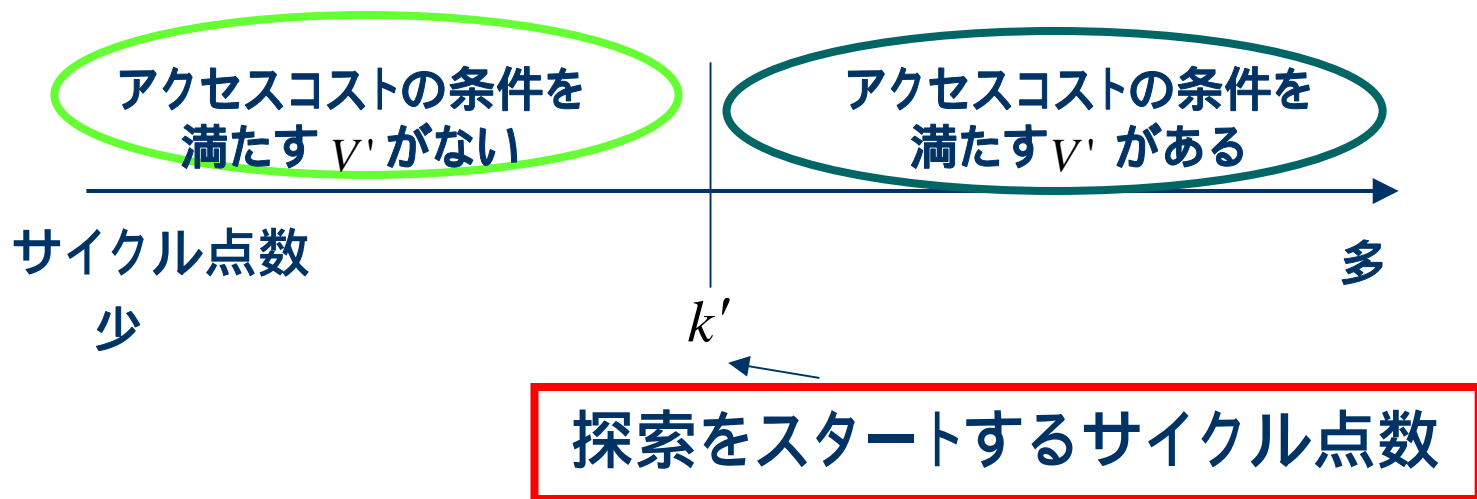 アクセスコストの条件を
満たす V' がない
アクセスコストの条件を
満たす V' がある
サイクル点数
少
多
k'
探索をスタートするサイクル点数